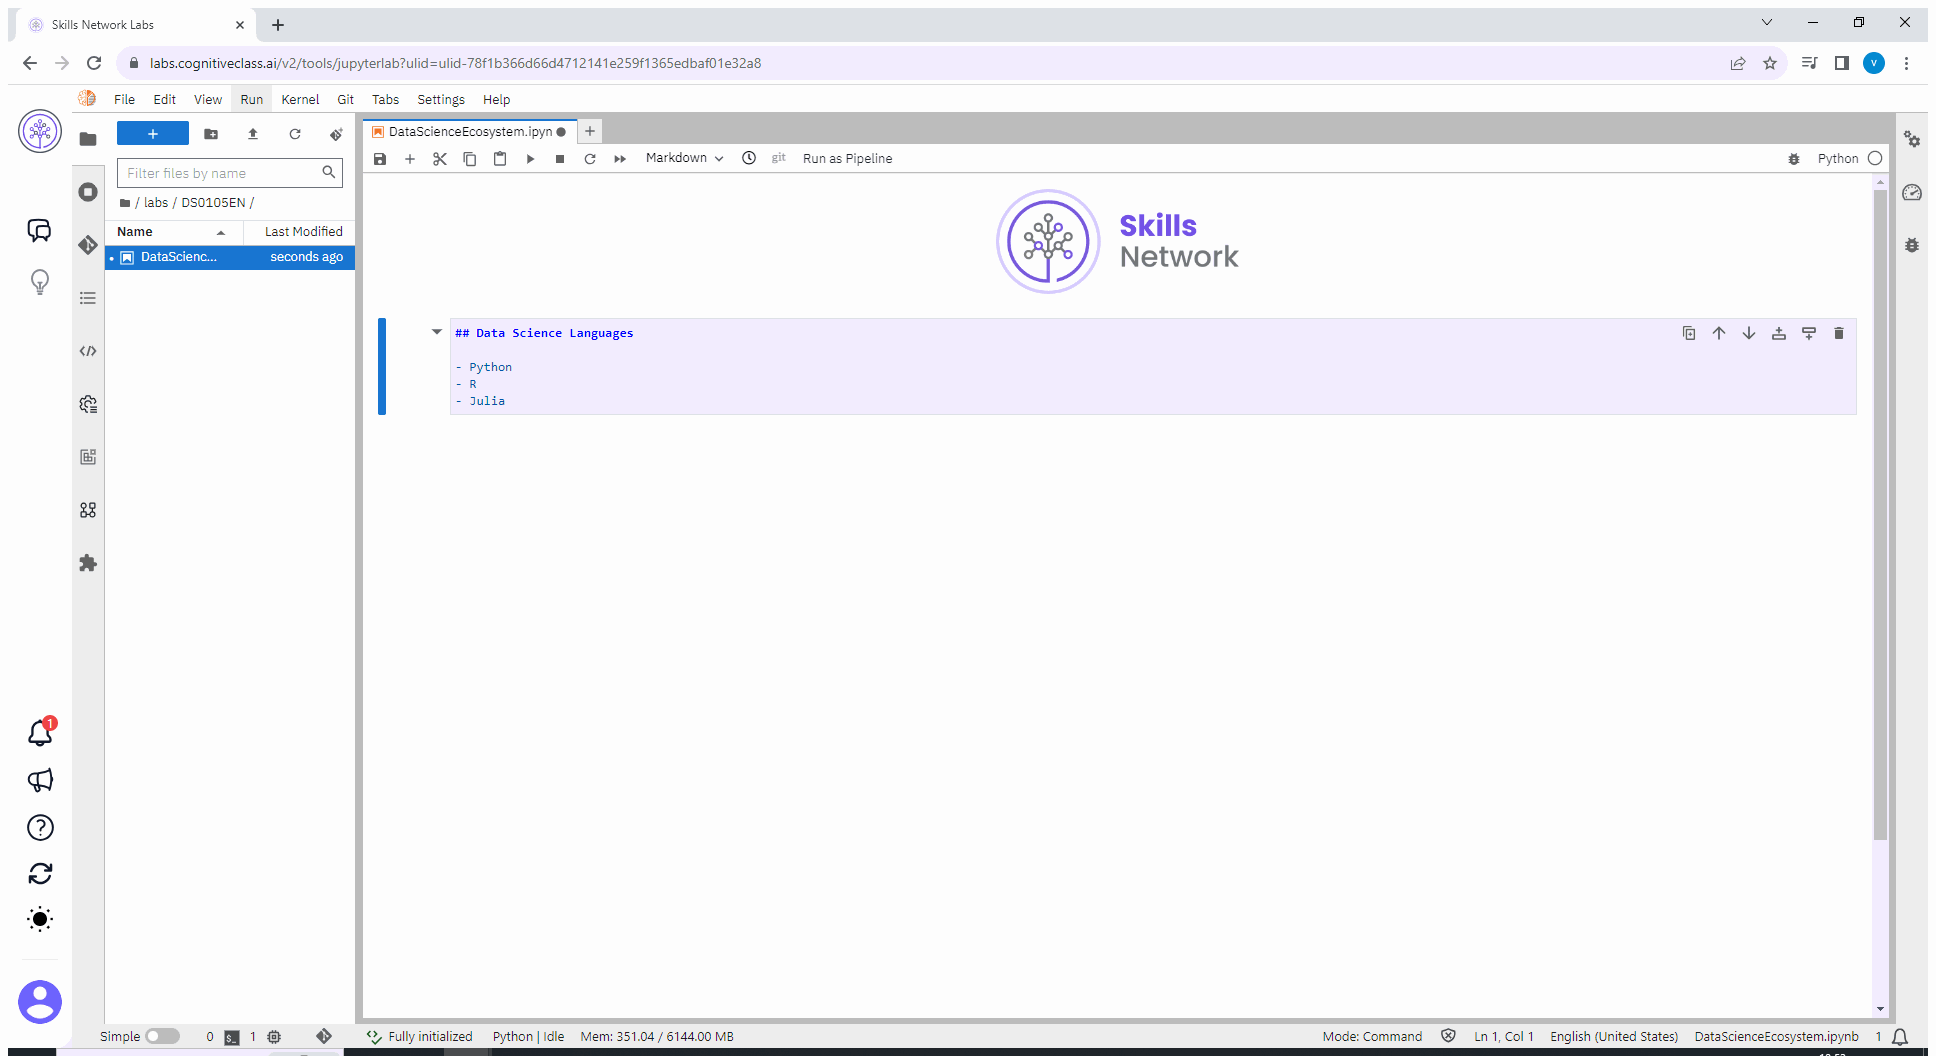 Skills Network Labs
labs.cognitiveclass.ai/v2/tools/jupyterlab?ulid=ulid-78f1b366d66d4712141e259f1365edbaf01e32a8
V
File Edit View Run Kernel Git Tabs Settings Help
DataScienceEcosystem.ipyn
Markdown git Run as Pipeline Python
Filter files by name
/ labs / DS0105EN /
Name Last Modified
DataScienc... seconds ago
Skills
Network
## Data Science Languages
- Python
- R
- Julia
1
Simple 0 $_ 1 Fully initialized Python | Idle Mem: 351.04 / 6144.00 MB Mode: Command Ln 1, Col 1 English (United States) DataScienceEcosystem.ipynb 1